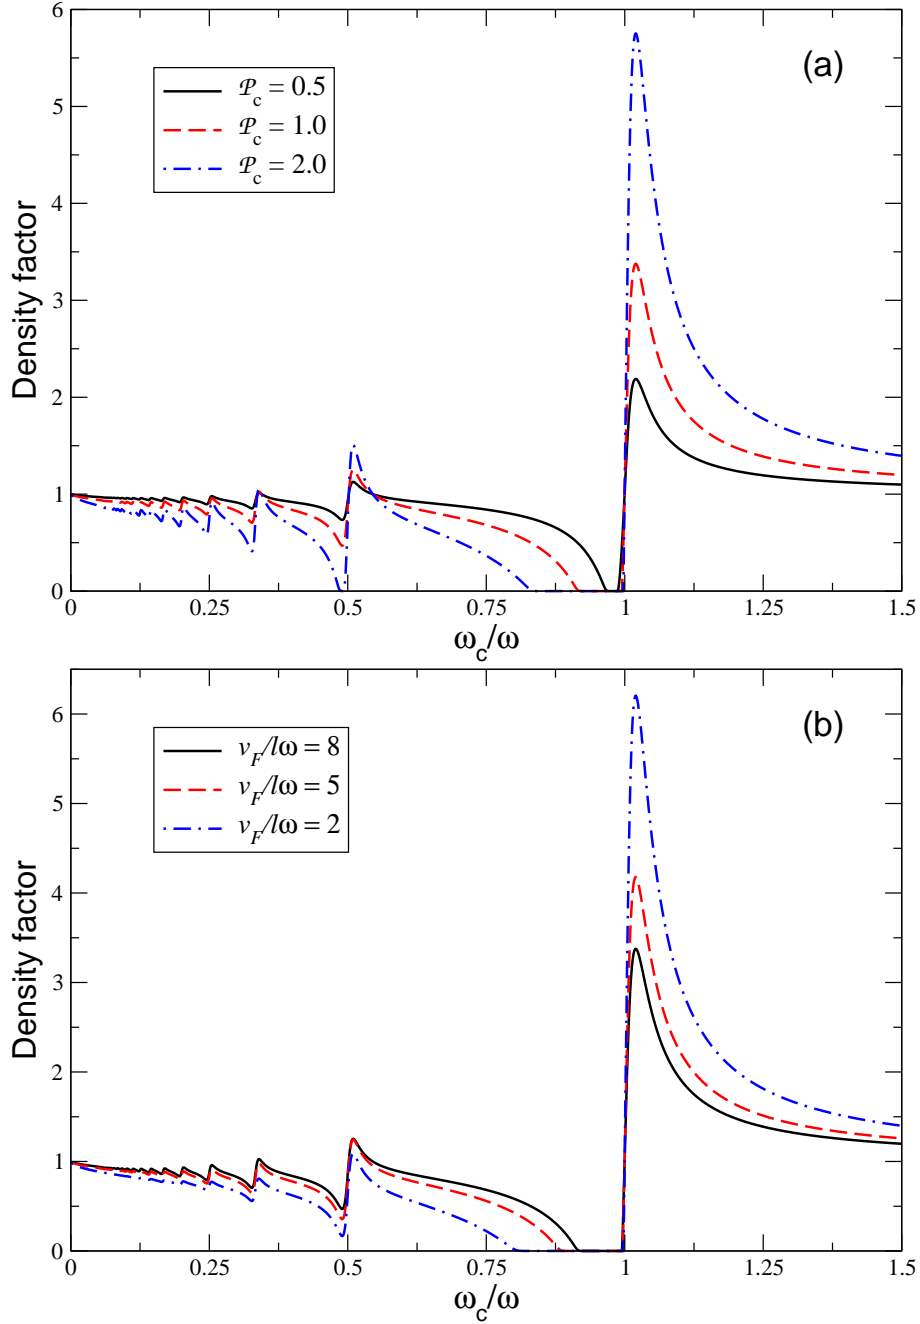 6
(a)
𝒫c = 0.5
𝒫c = 1.0
𝒫c = 2.0
5
4
3
2
1
0
Density factor
0 0.25 0.5 0.75 1 1.25 1.5
ωc/ω
6
(b)
vF/lω = 8
vF/lω = 5
vF/lω = 2
5
4
3
2
1
0
Density factor
0 0.25 0.5 0.75 1 1.25 1.5
ωc/ω